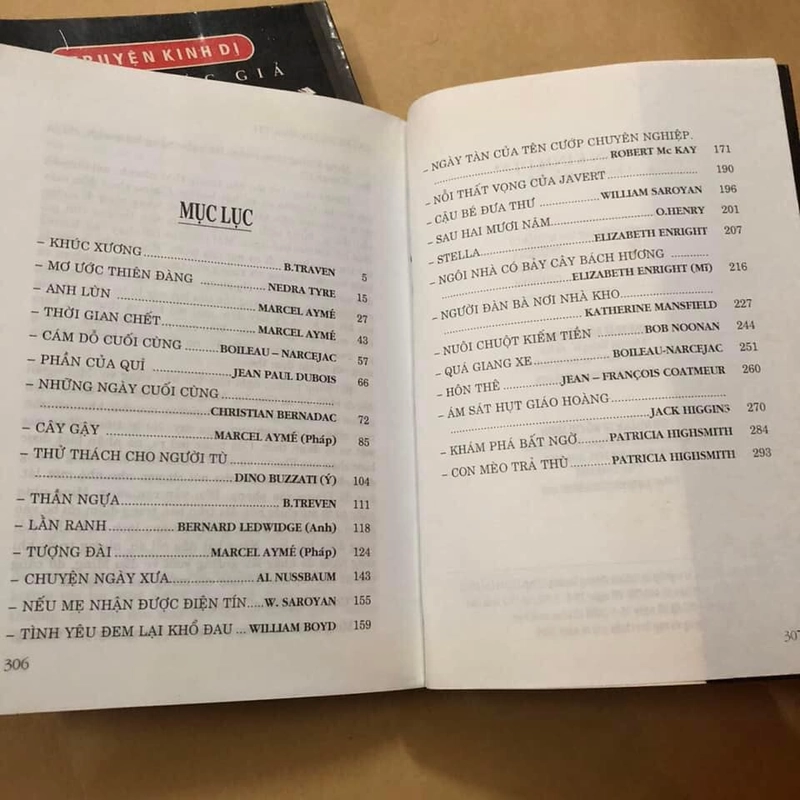 TRUYỆN KINH DỊ
GIẢ
MỤC LỤC
– KHÚC XƯƠNG ........ B.TRAVEN 5
– MƠ ƯỚC THIÊN ĐÀNG ........ NEDRA TYRE 15
– ANH LÙN ........ MARCEL AYMÉ 27
– THỜI GIAN CHẾT ........ MARCEL AYMÉ 43
– CÁM DỖ CUỐI CÙNG ........ BOILEAU – NARCEJAC 57
– PHẦN CỦA QUỈ ........ JEAN PAUL DUBOIS 66
– NHỮNG NGÀY CUỐI CÙNG ........
........ CHRISTIAN BERNADAC 72
– CÂY GẬY ........ MARCEL AYMÉ (Pháp) 85
– THỬ THÁCH CHO NGƯỜI TÙ ........
........ DINO BUZZATI (Ý) 104
– THẦN NGỰA ........ B.TREVEN 111
– LẰN RANH ........ BERNARD LEDWIDGE (Anh) 118
– TƯỢNG ĐÀI ........ MARCEL AYMÉ (Pháp) 124
– CHUYỆN NGÀY XƯA ........ AL NUSSBAUM 143
– NẾU MẸ NHẬN ĐƯỢC ĐIỆN TÍN .... W. SAROYAN 155
– TÌNH YÊU ĐEM LẠI KHỔ ĐAU ... WILLIAM BOYD 159
306
– NGÀY TÀN CỦA TÊN CƯỚP CHUYÊN NGHIỆP.
........ ROBERT Mc KAY 171
– NỖI THẤT VỌNG CỦA JAVERT ........ 190
– CẬU BÉ ĐƯA THƯ ........ WILLIAM SAROYAN 196
– SAU HAI MƯƠI NĂM ........ O.HENRY 201
– STELLA ........ ELIZABETH ENRIGHT 207
– NGÔI NHÀ CÓ BẢY CÂY BÁCH HƯƠNG ........
........ ELIZABETH ENRIGHT (Mĩ) 216
– NGƯỜI ĐÀN BÀ NƠI NHÀ KHO ........
........ KATHERINE MANSFIELD 227
– NUÔI CHUỘT KIẾM TIỀN ........ BOB NOONAN 244
– QUÁ GIANG XE ........ BOILEAU-NARCEJAC 251
– HÔN THÊ ........ JEAN – FRANÇOIS COATMEUR 260
– ÁM SÁT HỤT GIÁO HOÀNG ........
........ JACK HIGGIN3 270
– KHÁM PHÁ BẤT NGỜ ........ PATRICIA HIGHSMITH 284
– CON MÈO TRẢ THÙ ........ PATRICIA HIGHSMITH 293
307